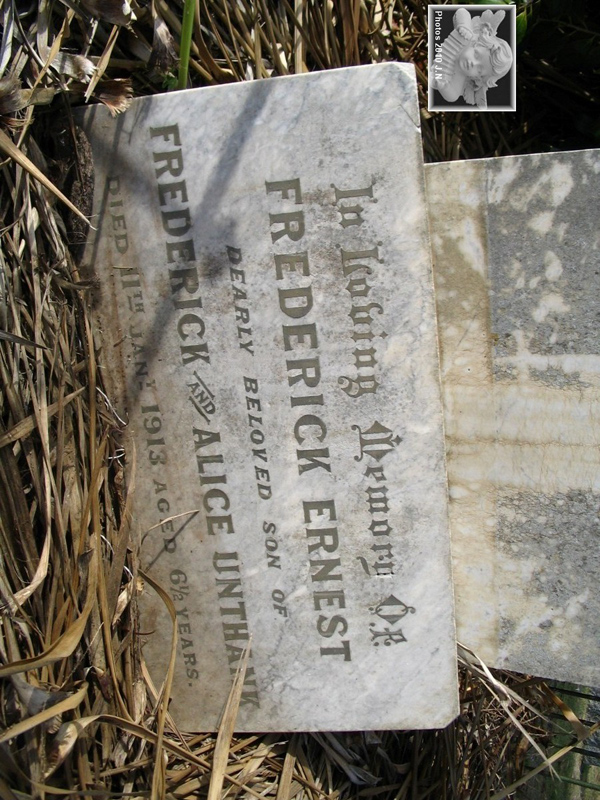 In Loving Memory Of
FREDERICK ERNEST
DEARLY BELOVED SON OF
FREDERICK AND ALICE UNTHANK
DIED 11TH JANY 1913 AGED 6½ YEARS.
Photos 2010 J.N